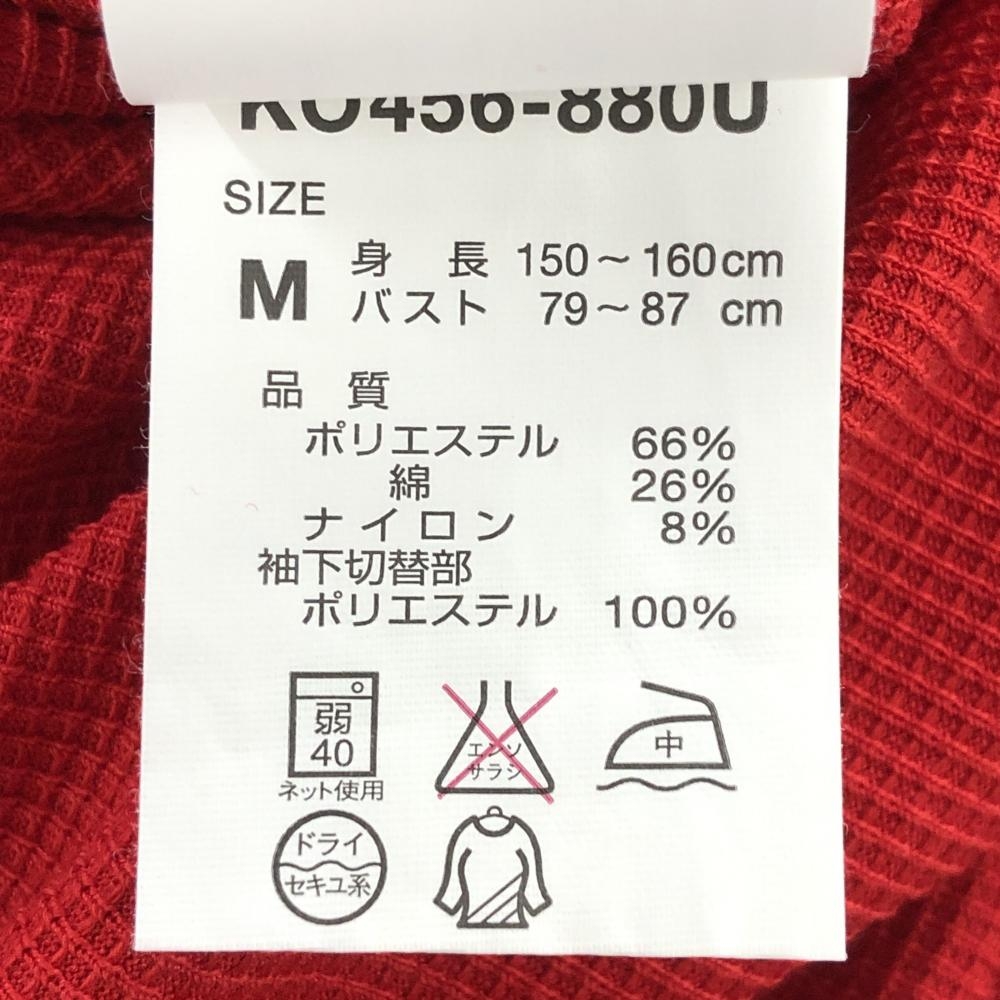 KO456-880U
SIZE
M
身 長 150～160cm
バスト 79～87 cm
品 質
ポリエステル 66%
綿 26%
ナイロン 8%
袖下切替部
ポリエステル 100%
弱
40
ネット使用
エンソ
サラシ
中
ドライ
セキユ系